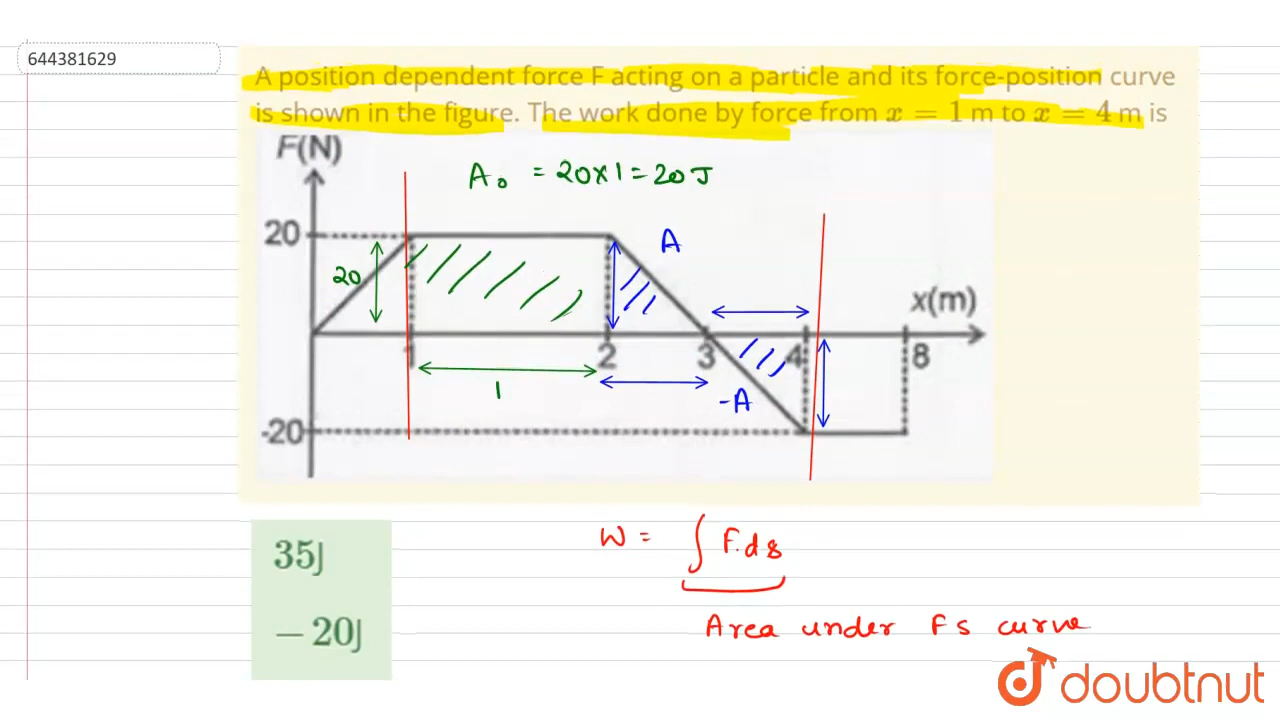 644381629
A position dependent force F acting on a particle and its force-position curve
is shown in the figure. The work done by force from x = 1 m to x = 4 m is
F(N)
A₀ = 20×1=20J
20
A
20
x(m)
1
2
3
4
8
1
-A
-20
W = ∫ F.ds
35J
-20J
Area under Fs curve
doubtnut